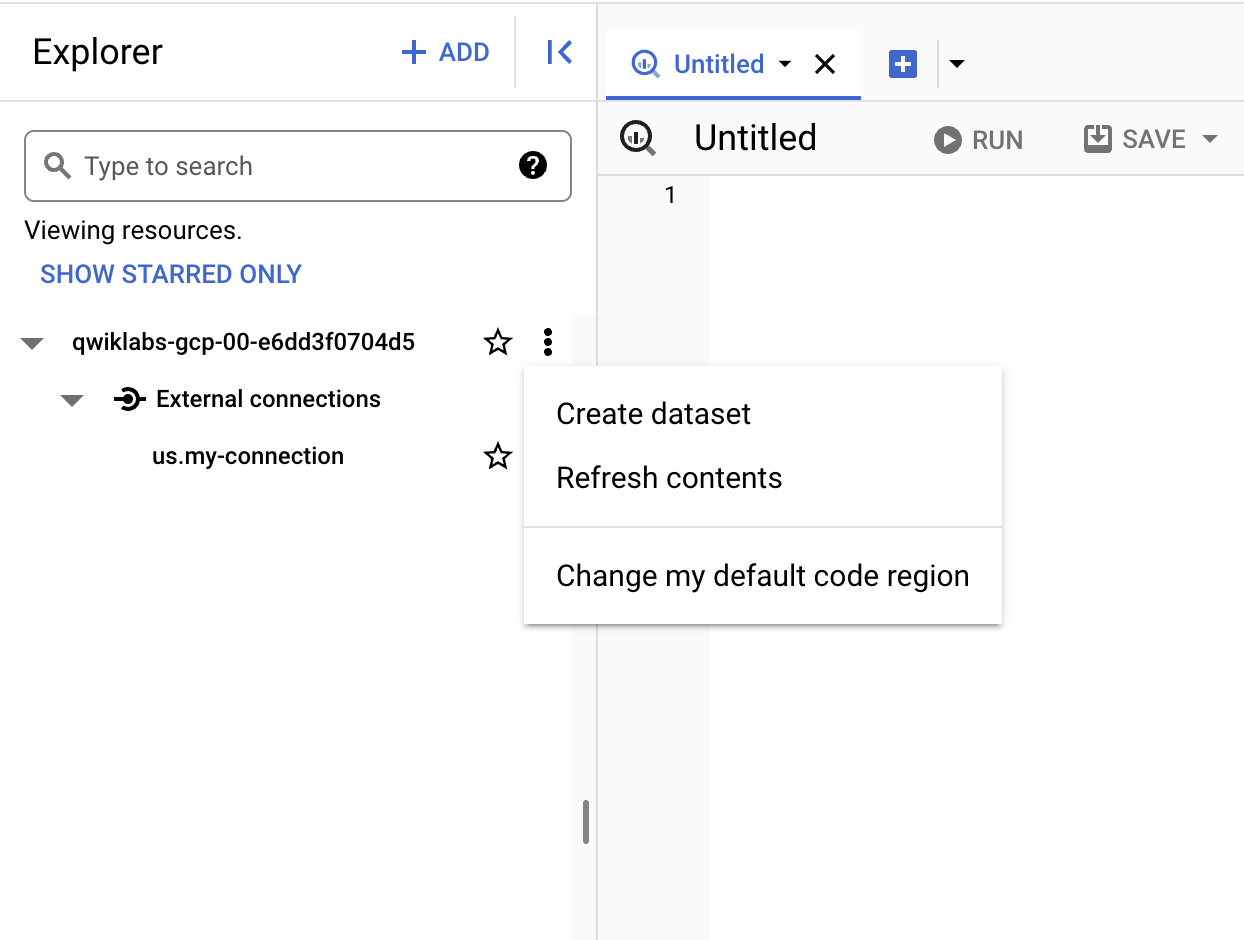 Explorer
ADD
Untitled
Type to search
?
Viewing resources.
SHOW STARRED ONLY
qwiklabs-gcp-00-e6dd3f0704d5
External connections
us.my-connection
Untitled
RUN
SAVE
1
Create dataset
Refresh contents
Change my default code region